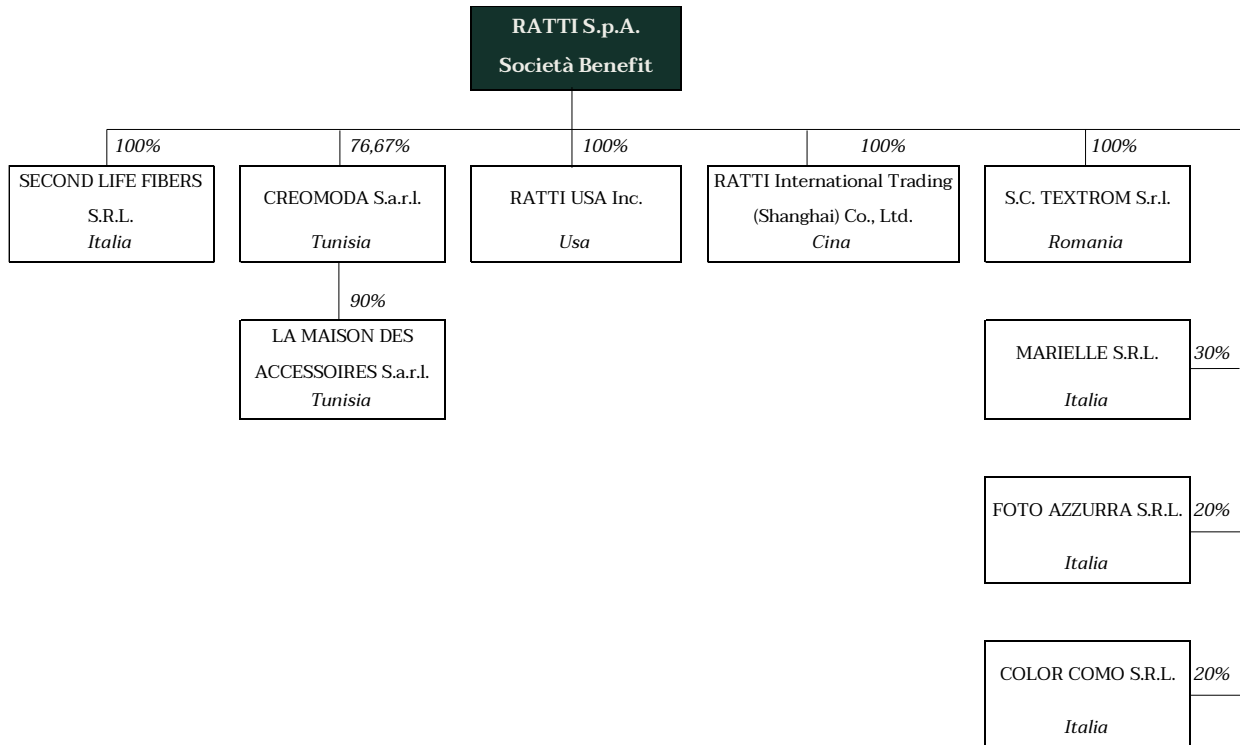 RATTI S.p.A.
Società Benefit
100%
76,67%
100%
100%
100%
SECOND LIFE FIBERS
S.R.L.
Italia
CREOMODA S.a.r.l.
Tunisia
RATTI USA Inc.
Usa
RATTI International Trading
(Shanghai) Co., Ltd.
Cina
S.C. TEXTROM S.r.l.
Romania
90%
LA MAISON DES
ACCESSOIRES S.a.r.l.
Tunisia
MARIELLE S.R.L.
Italia
30%
FOTO AZZURRA S.R.L.
Italia
20%
COLOR COMO S.R.L.
Italia
20%